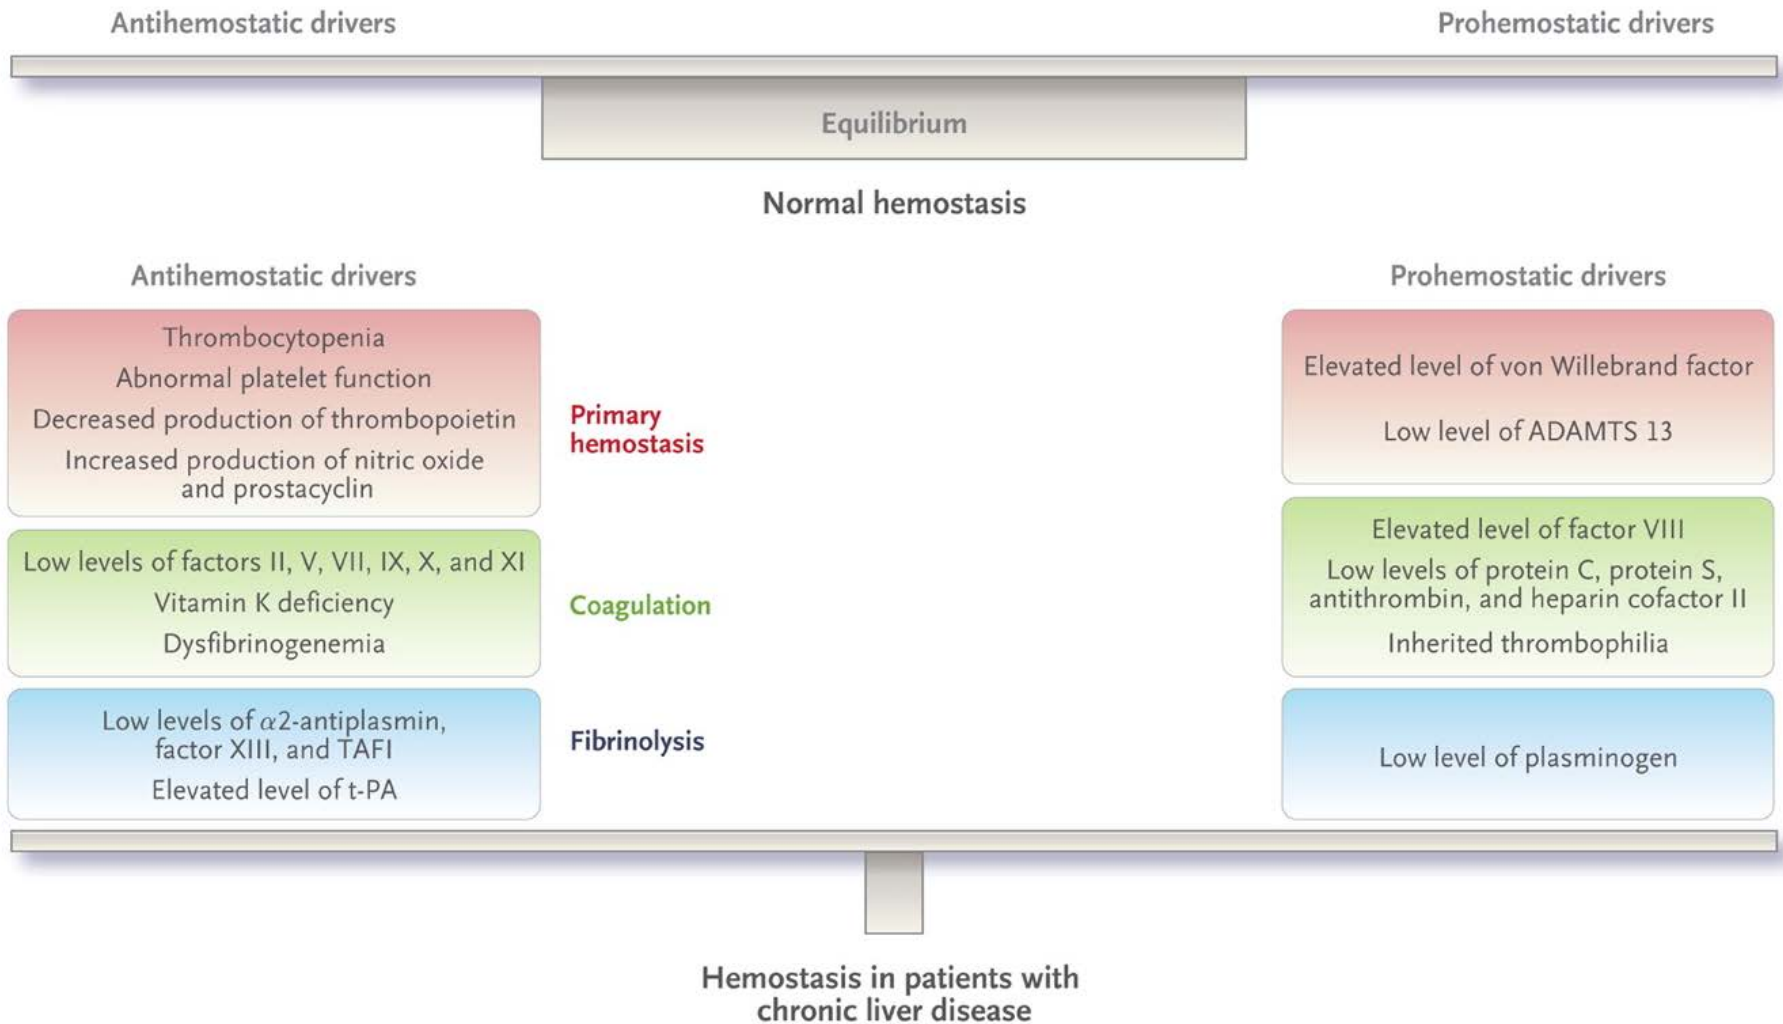 Antihemostatic drivers
Prohemostatic drivers
Equilibrium
Normal hemostasis
Antihemostatic drivers
Prohemostatic drivers
Thrombocytopenia
Abnormal platelet function
Decreased production of thrombopoietin
Increased production of nitric oxide
and prostacyclin
Primary
hemostasis
Elevated level of von Willebrand factor
Low level of ADAMTS 13
Low levels of factors II, V, VII, IX, X, and XI
Vitamin K deficiency
Dysfibrinogenemia
Coagulation
Elevated level of factor VIII
Low levels of protein C, protein S,
antithrombin, and heparin cofactor II
Inherited thrombophilia
Low levels of α2-antiplasmin,
factor XIII, and TAFI
Elevated level of t-PA
Fibrinolysis
Low level of plasminogen
Hemostasis in patients with
chronic liver disease